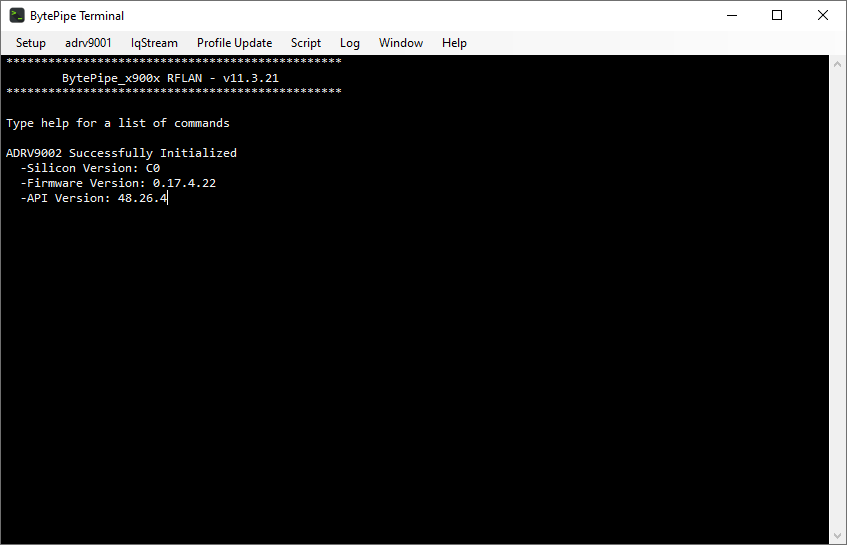 BytePipe Terminal
Setup adrv9001 IqStream Profile Update Script Log Window Help
************************************************
BytePipe_x900x RFLAN - v11.3.21
************************************************
Type help for a list of commands
ADRV9002 Successfully Initialized
-Silicon Version: C0
-Firmware Version: 0.17.4.22
-API Version: 48.26.4